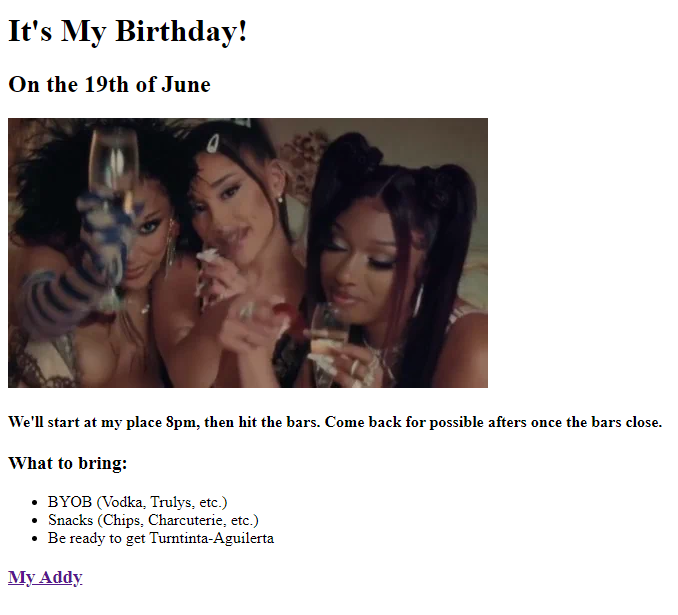 It's My Birthday!
On the 19th of June
We'll start at my place 8pm, then hit the bars. Come back for possible afters once the bars close.
What to bring:
BYOB (Vodka, Trulys, etc.)
Snacks (Chips, Charcuterie, etc.)
Be ready to get Turntinta-Aguilerta
My Addy